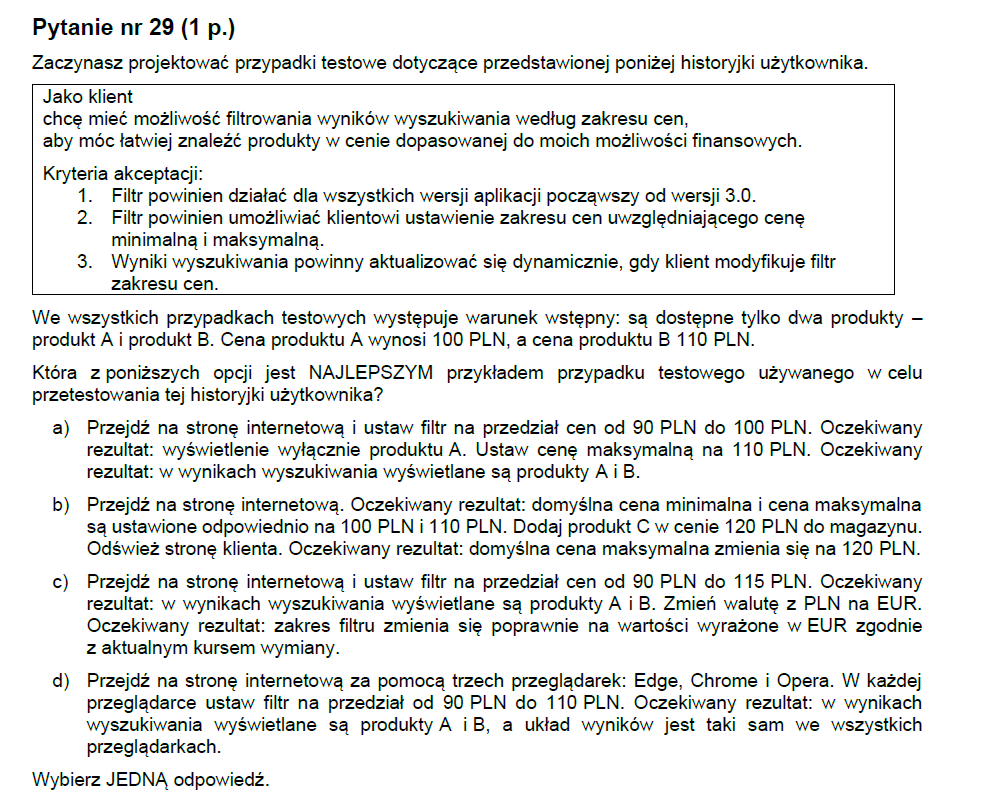 Pytanie nr 29 (1 p.)
Zaczynasz projektować przypadki testowe dotyczące przedstawionej poniżej historyjki użytkownika.
Jako klient
chcę mieć możliwość filtrowania wyników wyszukiwania według zakresu cen,
aby móc łatwiej znaleźć produkty w cenie dopasowanej do moich możliwości finansowych.
Kryteria akceptacji:
1. Filtr powinien działać dla wszystkich wersji aplikacji począwszy od wersji 3.0.
2. Filtr powinien umożliwiać klientowi ustawienie zakresu cen uwzględniającego cenę
minimalną i maksymalną.
3. Wyniki wyszukiwania powinny aktualizować się dynamicznie, gdy klient modyfikuje filtr
zakresu cen.
We wszystkich przypadkach testowych występuje warunek wstępny: są dostępne tylko dwa produkty –
produkt A i produkt B. Cena produktu A wynosi 100 PLN, a cena produktu B 110 PLN.
Która z poniższych opcji jest NAJLEPSZYM przykładem przypadku testowego używanego w celu
przetestowania tej historyjki użytkownika?
a) Przejdź na stronę internetową i ustaw filtr na przedział cen od 90 PLN do 100 PLN. Oczekiwany
rezultat: wyświetlenie wyłącznie produktu A. Ustaw cenę maksymalną na 110 PLN. Oczekiwany
rezultat: w wynikach wyszukiwania wyświetlane są produkty A i B.
b) Przejdź na stronę internetową. Oczekiwany rezultat: domyślna cena minimalna i cena maksymalna
są ustawione odpowiednio na 100 PLN i 110 PLN. Dodaj produkt C w cenie 120 PLN do magazynu.
Odśwież stronę klienta. Oczekiwany rezultat: domyślna cena maksymalna zmienia się na 120 PLN.
c) Przejdź na stronę internetową i ustaw filtr na przedział cen od 90 PLN do 115 PLN. Oczekiwany
rezultat: w wynikach wyszukiwania wyświetlane są produkty A i B. Zmień walutę z PLN na EUR.
Oczekiwany rezultat: zakres filtru zmienia się poprawnie na wartości wyrażone w EUR zgodnie
z aktualnym kursem wymiany.
d) Przejdź na stronę internetową za pomocą trzech przeglądarek: Edge, Chrome i Opera. W każdej
przeglądarce ustaw filtr na przedział od 90 PLN do 110 PLN. Oczekiwany rezultat: w wynikach
wyszukiwania wyświetlane są produkty A i B, a układ wyników jest taki sam we wszystkich
przeglądarkach.
Wybierz JEDNĄ odpowiedź.